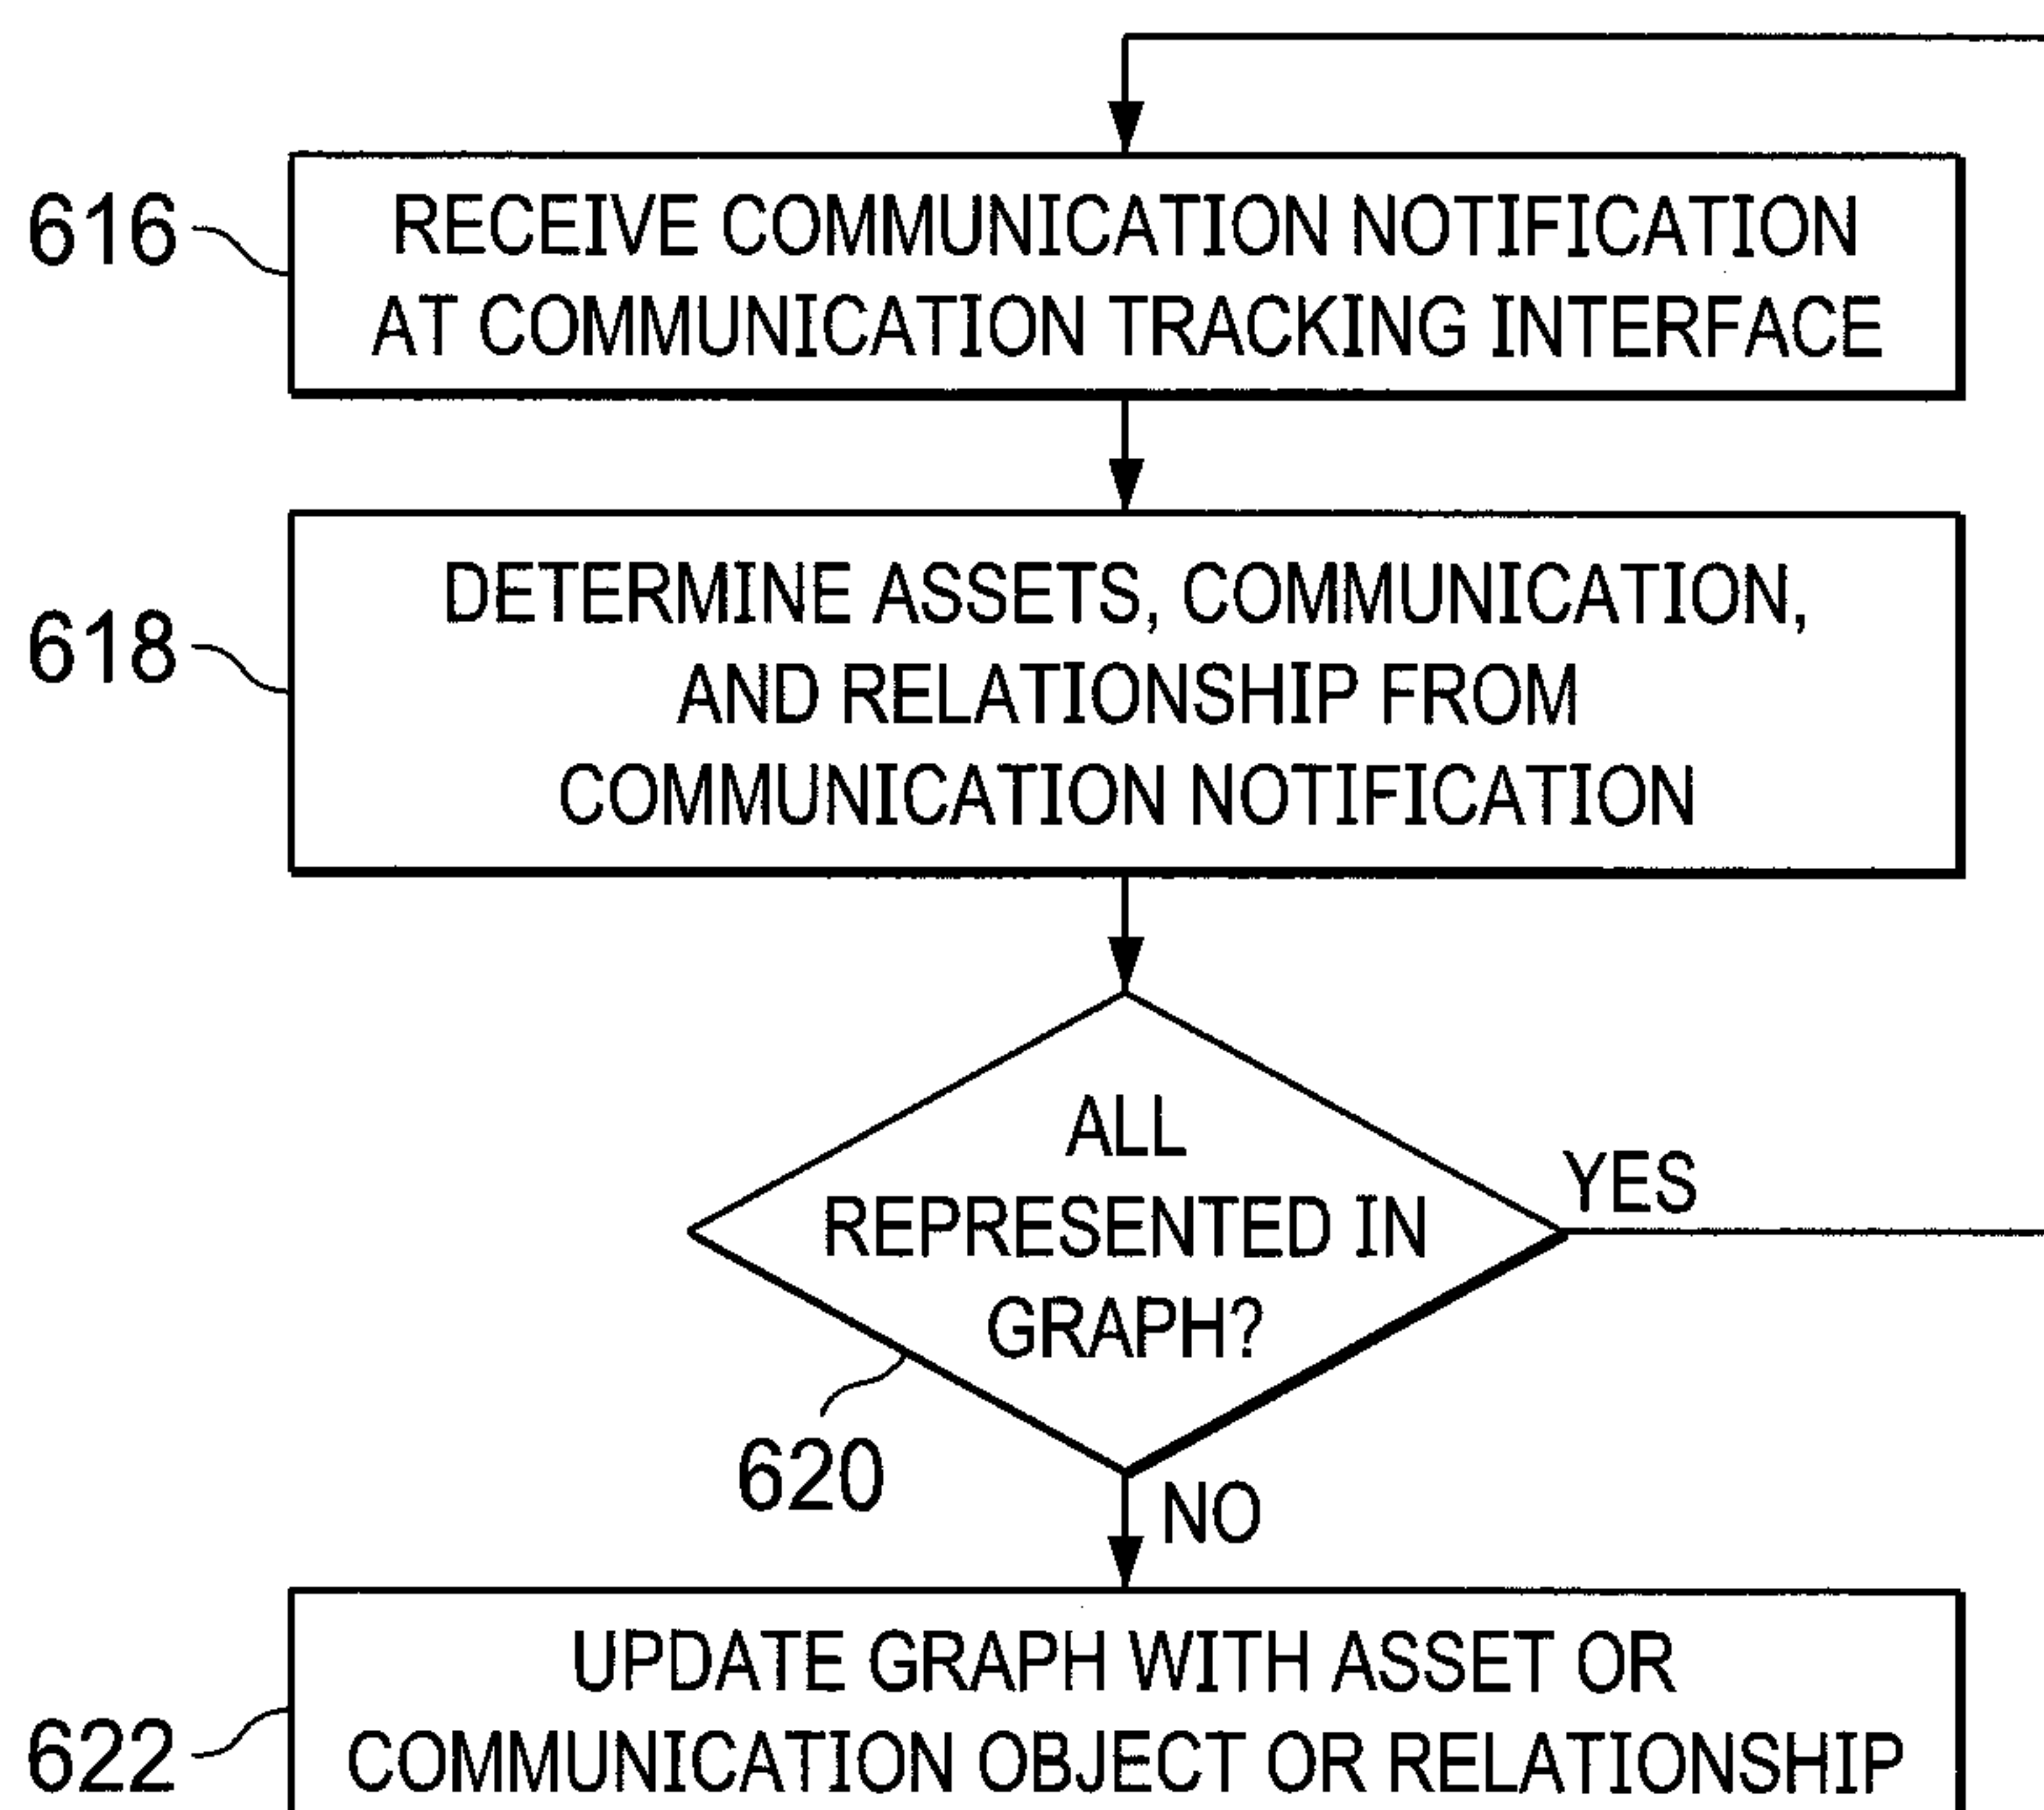 616
RECEIVE COMMUNICATION NOTIFICATION
AT COMMUNICATION TRACKING INTERFACE
618
DETERMINE ASSETS, COMMUNICATION,
AND RELATIONSHIP FROM
COMMUNICATION NOTIFICATION
ALL
REPRESENTED IN
GRAPH?
YES
620
NO
622
UPDATE GRAPH WITH ASSET OR
COMMUNICATION OBJECT OR RELATIONSHIP